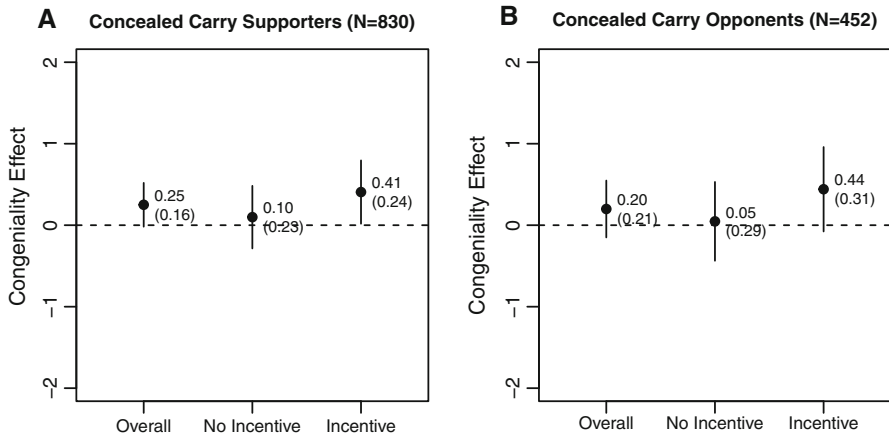 A
Concealed Carry Supporters (N=830)
Congeniality Effect
2
1
0
−1
−2
0.25
(0.16)
0.10
(0.23)
0.41
(0.24)
Overall
No Incentive
Incentive
B
Concealed Carry Opponents (N=452)
Congeniality Effect
2
1
0
−1
−2
0.20
(0.21)
0.05
(0.29)
0.44
(0.31)
Overall
No Incentive
Incentive